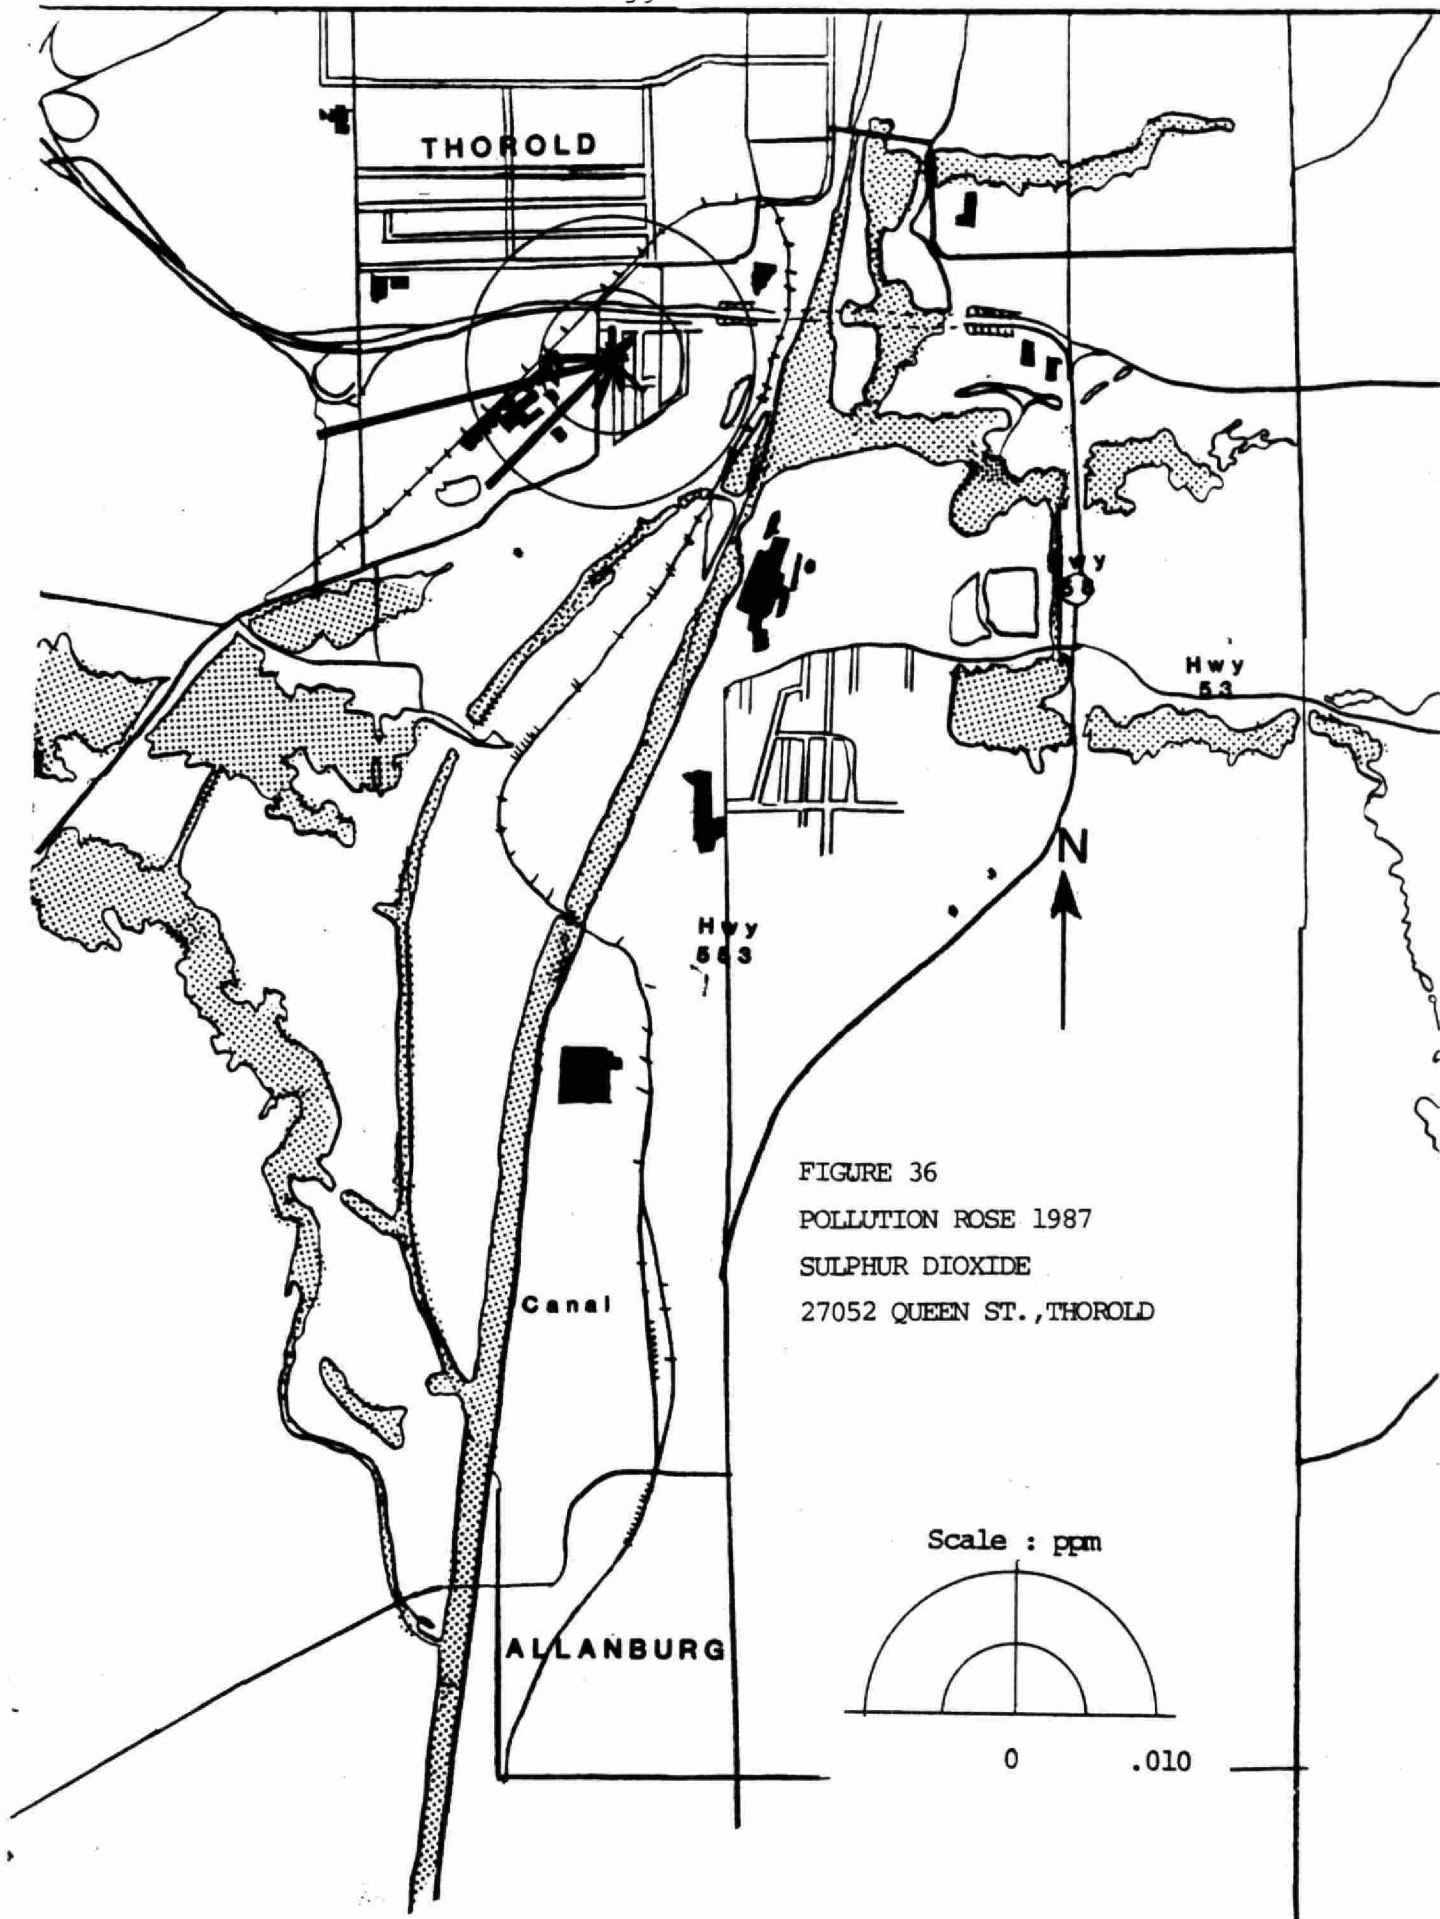 THOROLD
Hwy
53
N
Hwy
553
FIGURE 36
POLLUTION ROSE 1987
SULPHUR DIOXIDE
27052 QUEEN ST., THOROLD
Canal
Scale : ppm
ALLANBURG
0 .010